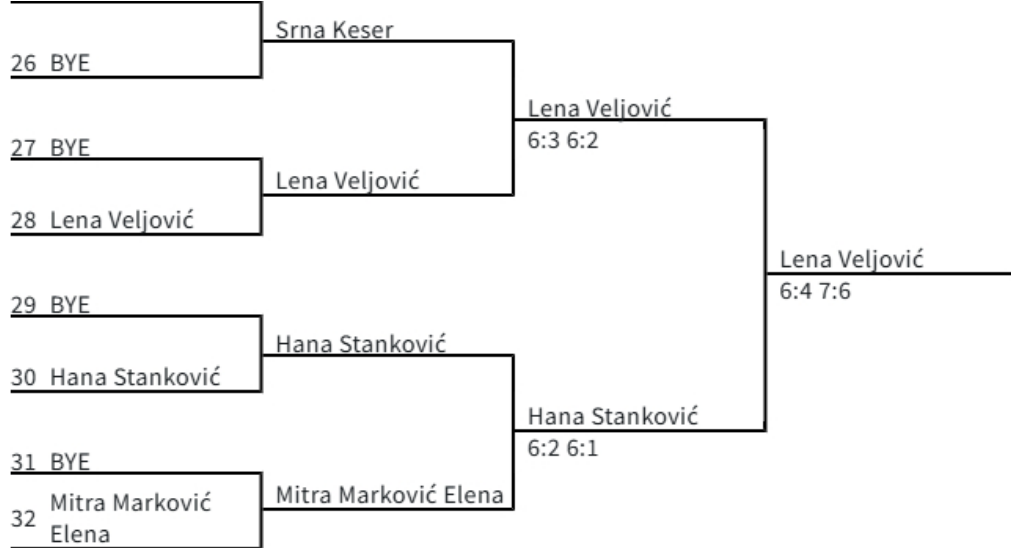 Srna Keser
26 BYE
Lena Veljović
6:3 6:2
27 BYE
Lena Veljović
28 Lena Veljović
Lena Veljović
6:4 7:6
29 BYE
Hana Stanković
30 Hana Stanković
Hana Stanković
6:2 6:1
31 BYE
Mitra Marković Elena
32 Mitra Marković
Elena